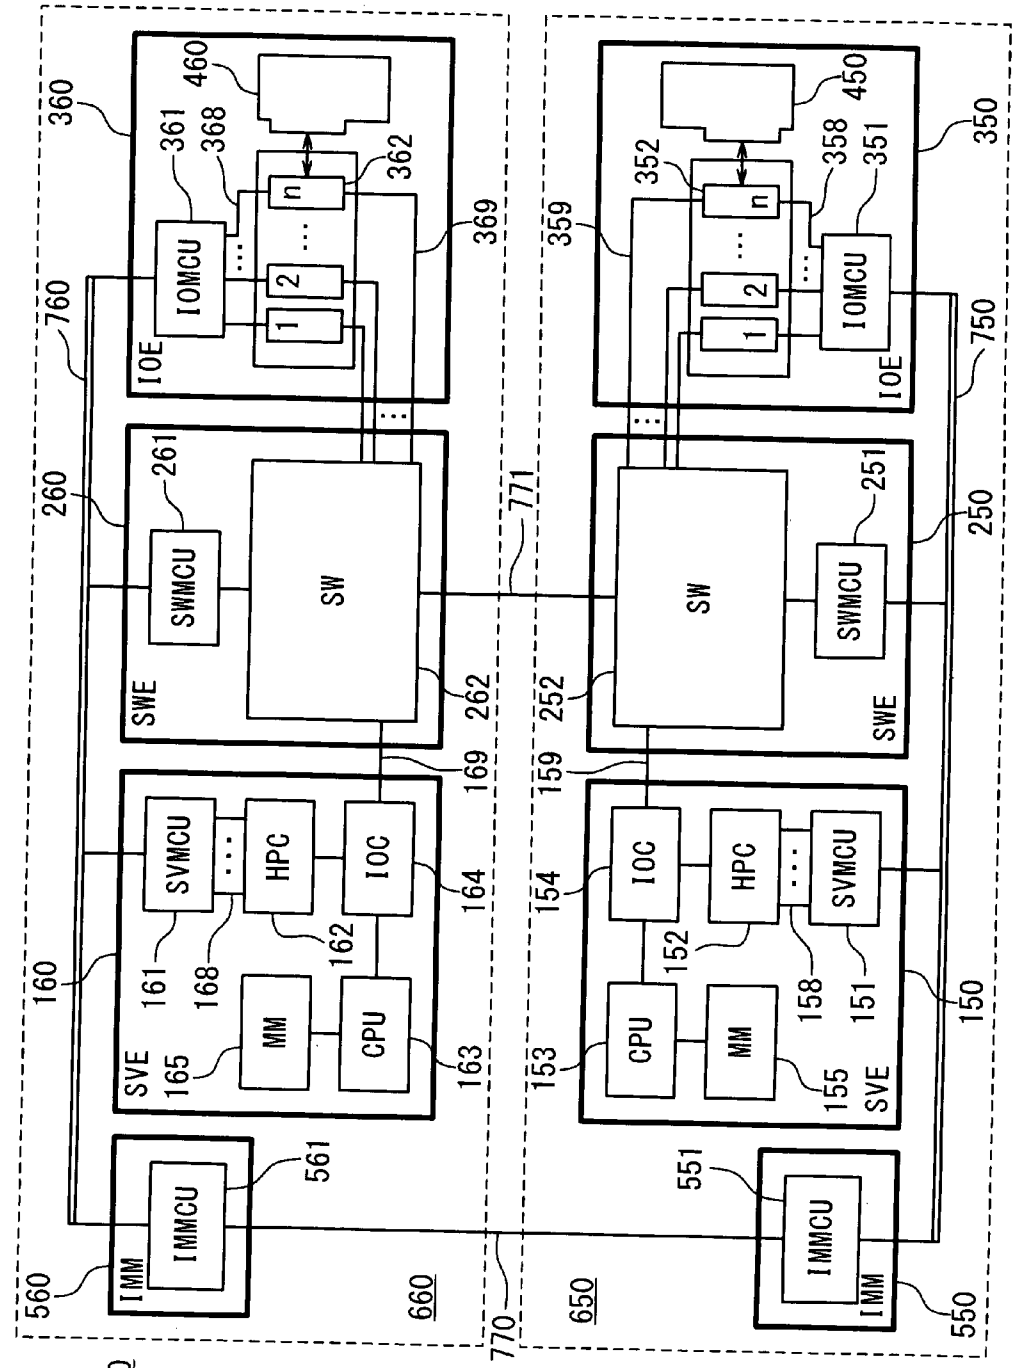 560
IMM
IMMCU
561
160
SVE
161
SVMCU
168
...
HPC
162
165
MM
CPU
163
IOC
164
169
260
SWE
SWMCU
261
SW
262
760
360
IOE
IOMCU
361
368
...
1
2
...
n
362
460
369
...
660
770
771
650
550
IMM
IMMCU
551
150
SVE
151
SVMCU
158
...
HPC
152
155
MM
CPU
153
IOC
154
159
250
SWE
SWMCU
251
SW
252
750
350
IOE
IOMCU
351
358
...
1
2
...
n
352
450
359
...